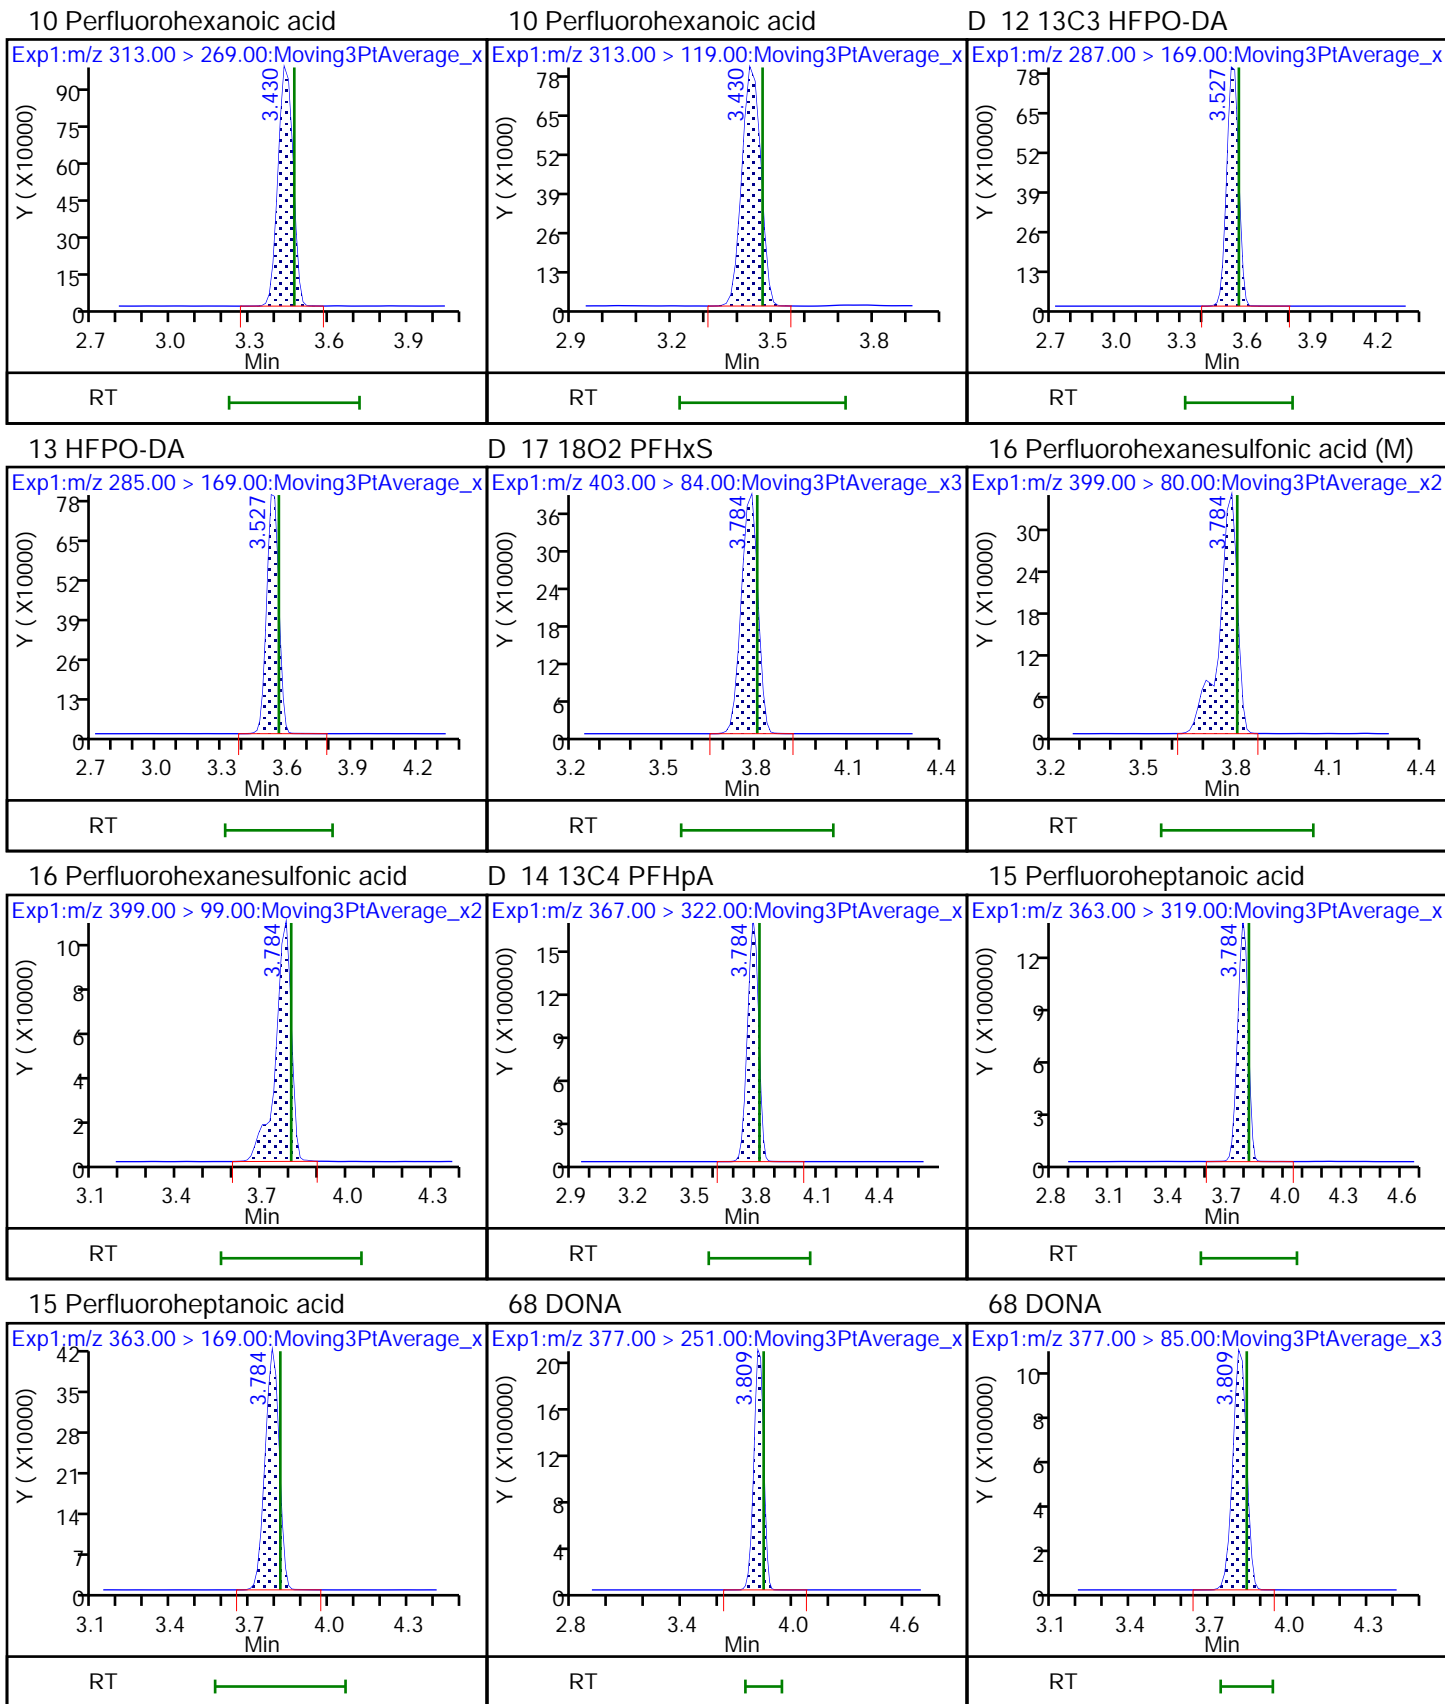 10 Perfluorohexanoic acid
Exp1:m/z 313.00 > 269.00:Moving3PtAverage_x
Y ( X10000)
90
75
60
45
30
15
0
3.430
2.7 3.0 3.3 3.6 3.9
Min
RT
10 Perfluorohexanoic acid
Exp1:m/z 313.00 > 119.00:Moving3PtAverage_x
Y ( X1000)
78
65
52
39
26
13
0
3.430
2.9 3.2 3.5 3.8
Min
RT
D 12 13C3 HFPO-DA
Exp1:m/z 287.00 > 169.00:Moving3PtAverage_x
Y ( X10000)
78
65
52
39
26
13
0
3.527
2.7 3.0 3.3 3.6 3.9 4.2
Min
RT
13 HFPO-DA
Exp1:m/z 285.00 > 169.00:Moving3PtAverage_x
Y ( X10000)
78
65
52
39
26
13
0
3.527
2.7 3.0 3.3 3.6 3.9 4.2
Min
RT
D 17 18O2 PFHxS
Exp1:m/z 403.00 > 84.00:Moving3PtAverage_x3
Y ( X10000)
36
30
24
18
12
6
0
3.784
3.2 3.5 3.8 4.1 4.4
Min
RT
16 Perfluorohexanesulfonic acid (M)
Exp1:m/z 399.00 > 80.00:Moving3PtAverage_x2
Y ( X10000)
30
24
18
12
6
0
3.784
3.2 3.5 3.8 4.1 4.4
Min
RT
16 Perfluorohexanesulfonic acid
Exp1:m/z 399.00 > 99.00:Moving3PtAverage_x2
Y ( X10000)
10
8
6
4
2
0
3.784
3.1 3.4 3.7 4.0 4.3
Min
RT
D 14 13C4 PFHpA
Exp1:m/z 367.00 > 322.00:Moving3PtAverage_x
Y ( X100000)
15
12
9
6
3
0
3.784
2.9 3.2 3.5 3.8 4.1 4.4
Min
RT
15 Perfluoroheptanoic acid
Exp1:m/z 363.00 > 319.00:Moving3PtAverage_x
Y ( X100000)
12
9
6
3
0
3.784
2.8 3.1 3.4 3.7 4.0 4.3 4.6
Min
RT
15 Perfluoroheptanoic acid
Exp1:m/z 363.00 > 169.00:Moving3PtAverage_x
Y ( X10000)
42
35
28
21
14
7
0
3.784
3.1 3.4 3.7 4.0 4.3
Min
RT
68 DONA
Exp1:m/z 377.00 > 251.00:Moving3PtAverage_x
Y ( X100000)
20
16
12
8
4
0
3.809
2.8 3.4 4.0 4.6
Min
RT
68 DONA
Exp1:m/z 377.00 > 85.00:Moving3PtAverage_x3
Y ( X100000)
10
8
6
4
2
0
3.809
3.1 3.4 3.7 4.0 4.3
Min
RT